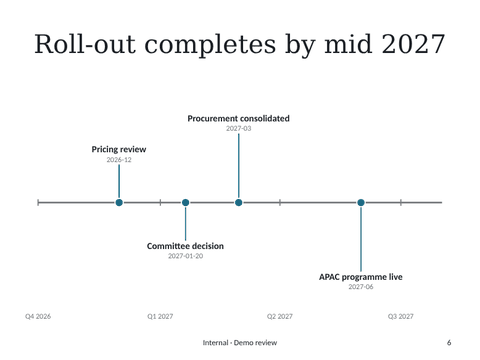 Roll-out completes by mid 2027
Procurement consolidated
2027-03
Pricing review
2026-12
Committee decision
2027-01-20
APAC programme live
2027-06
Q4 2026
Q1 2027
Q2 2027
Q3 2027
Internal · Demo review
6